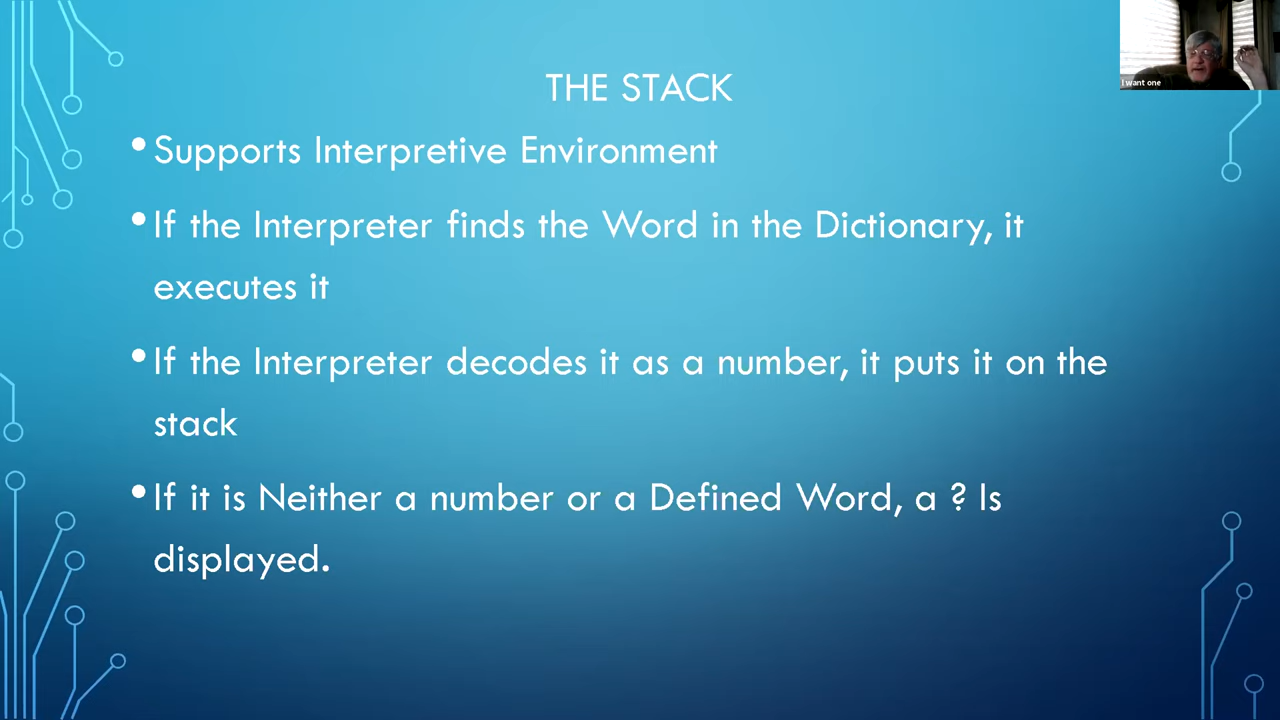 THE STACK
• Supports Interpretive Environment
• If the Interpreter finds the Word in the Dictionary, it
executes it
• If the Interpreter decodes it as a number, it puts it on the
stack
• If it is Neither a number or a Defined Word, a ? Is
displayed.
I want one